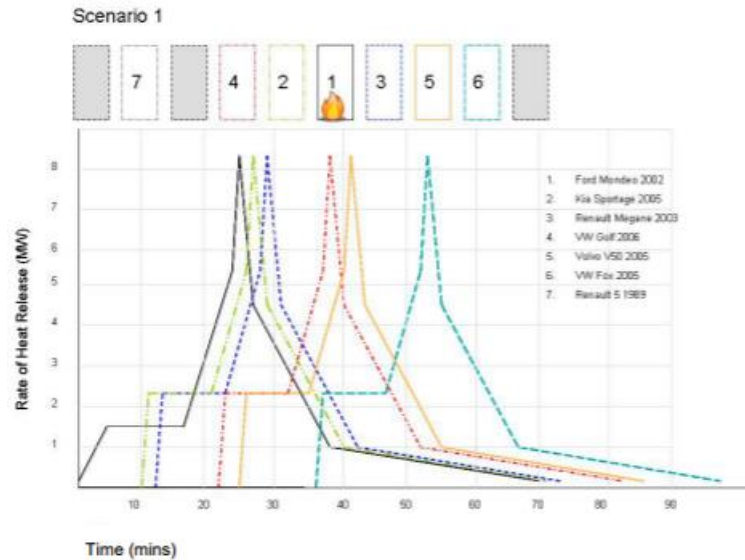 Scenario 1
7 4 2 1 3 5 6
Rate of Heat Release (MW)
8
7
6
5
4
3
2
1
1. Ford Mondeo 2002
2. Kia Sportage 2005
3. Renault Megane 2003
4. VW Golf 2006
5. Volvo V50 2005
6. VW Fox 2005
7. Renault 5 1989
10 20 30 40 50 60 70 80 90
Time (mins)